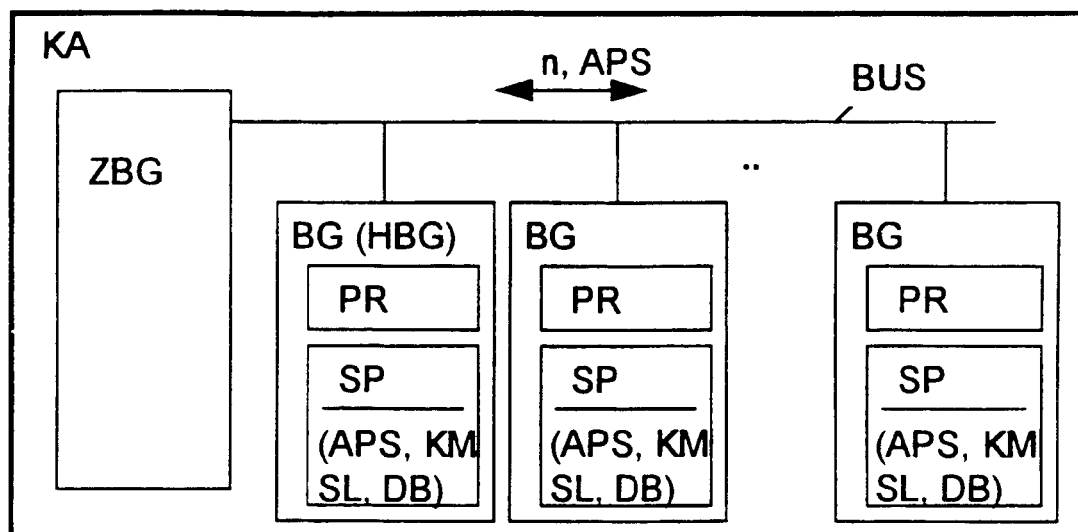 KA
n, APS
BUS
ZBG
..
BG (HBG)
PR
SP
(APS, KM
SL, DB)
BG
PR
SP
(APS, KM
SL, DB)
BG
PR
SP
(APS, KM
SL, DB)